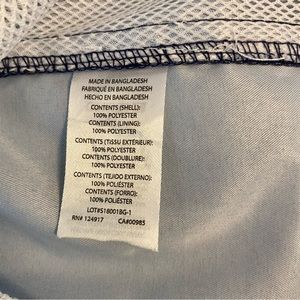 MADE IN BANGLADESH
FABRIQUÉ EN BANGLADESH
HECHO EN BANGLADESH
CONTENTS (SHELL):
100% POLYESTER
CONTENTS (LINING):
100% POLYESTER
CONTENTS (TISSU EXTÉRIEUR):
100% POLYESTER
CONTENTS (DOUBLURE):
100% POLYESTER
CONTENTS (TEJIDO EXTERNO):
100% POLIÉSTER
CONTENTS (FORRO):
100% POLIÉSTER
LOT#S18001BG-1
RN# 124917 CA#00985